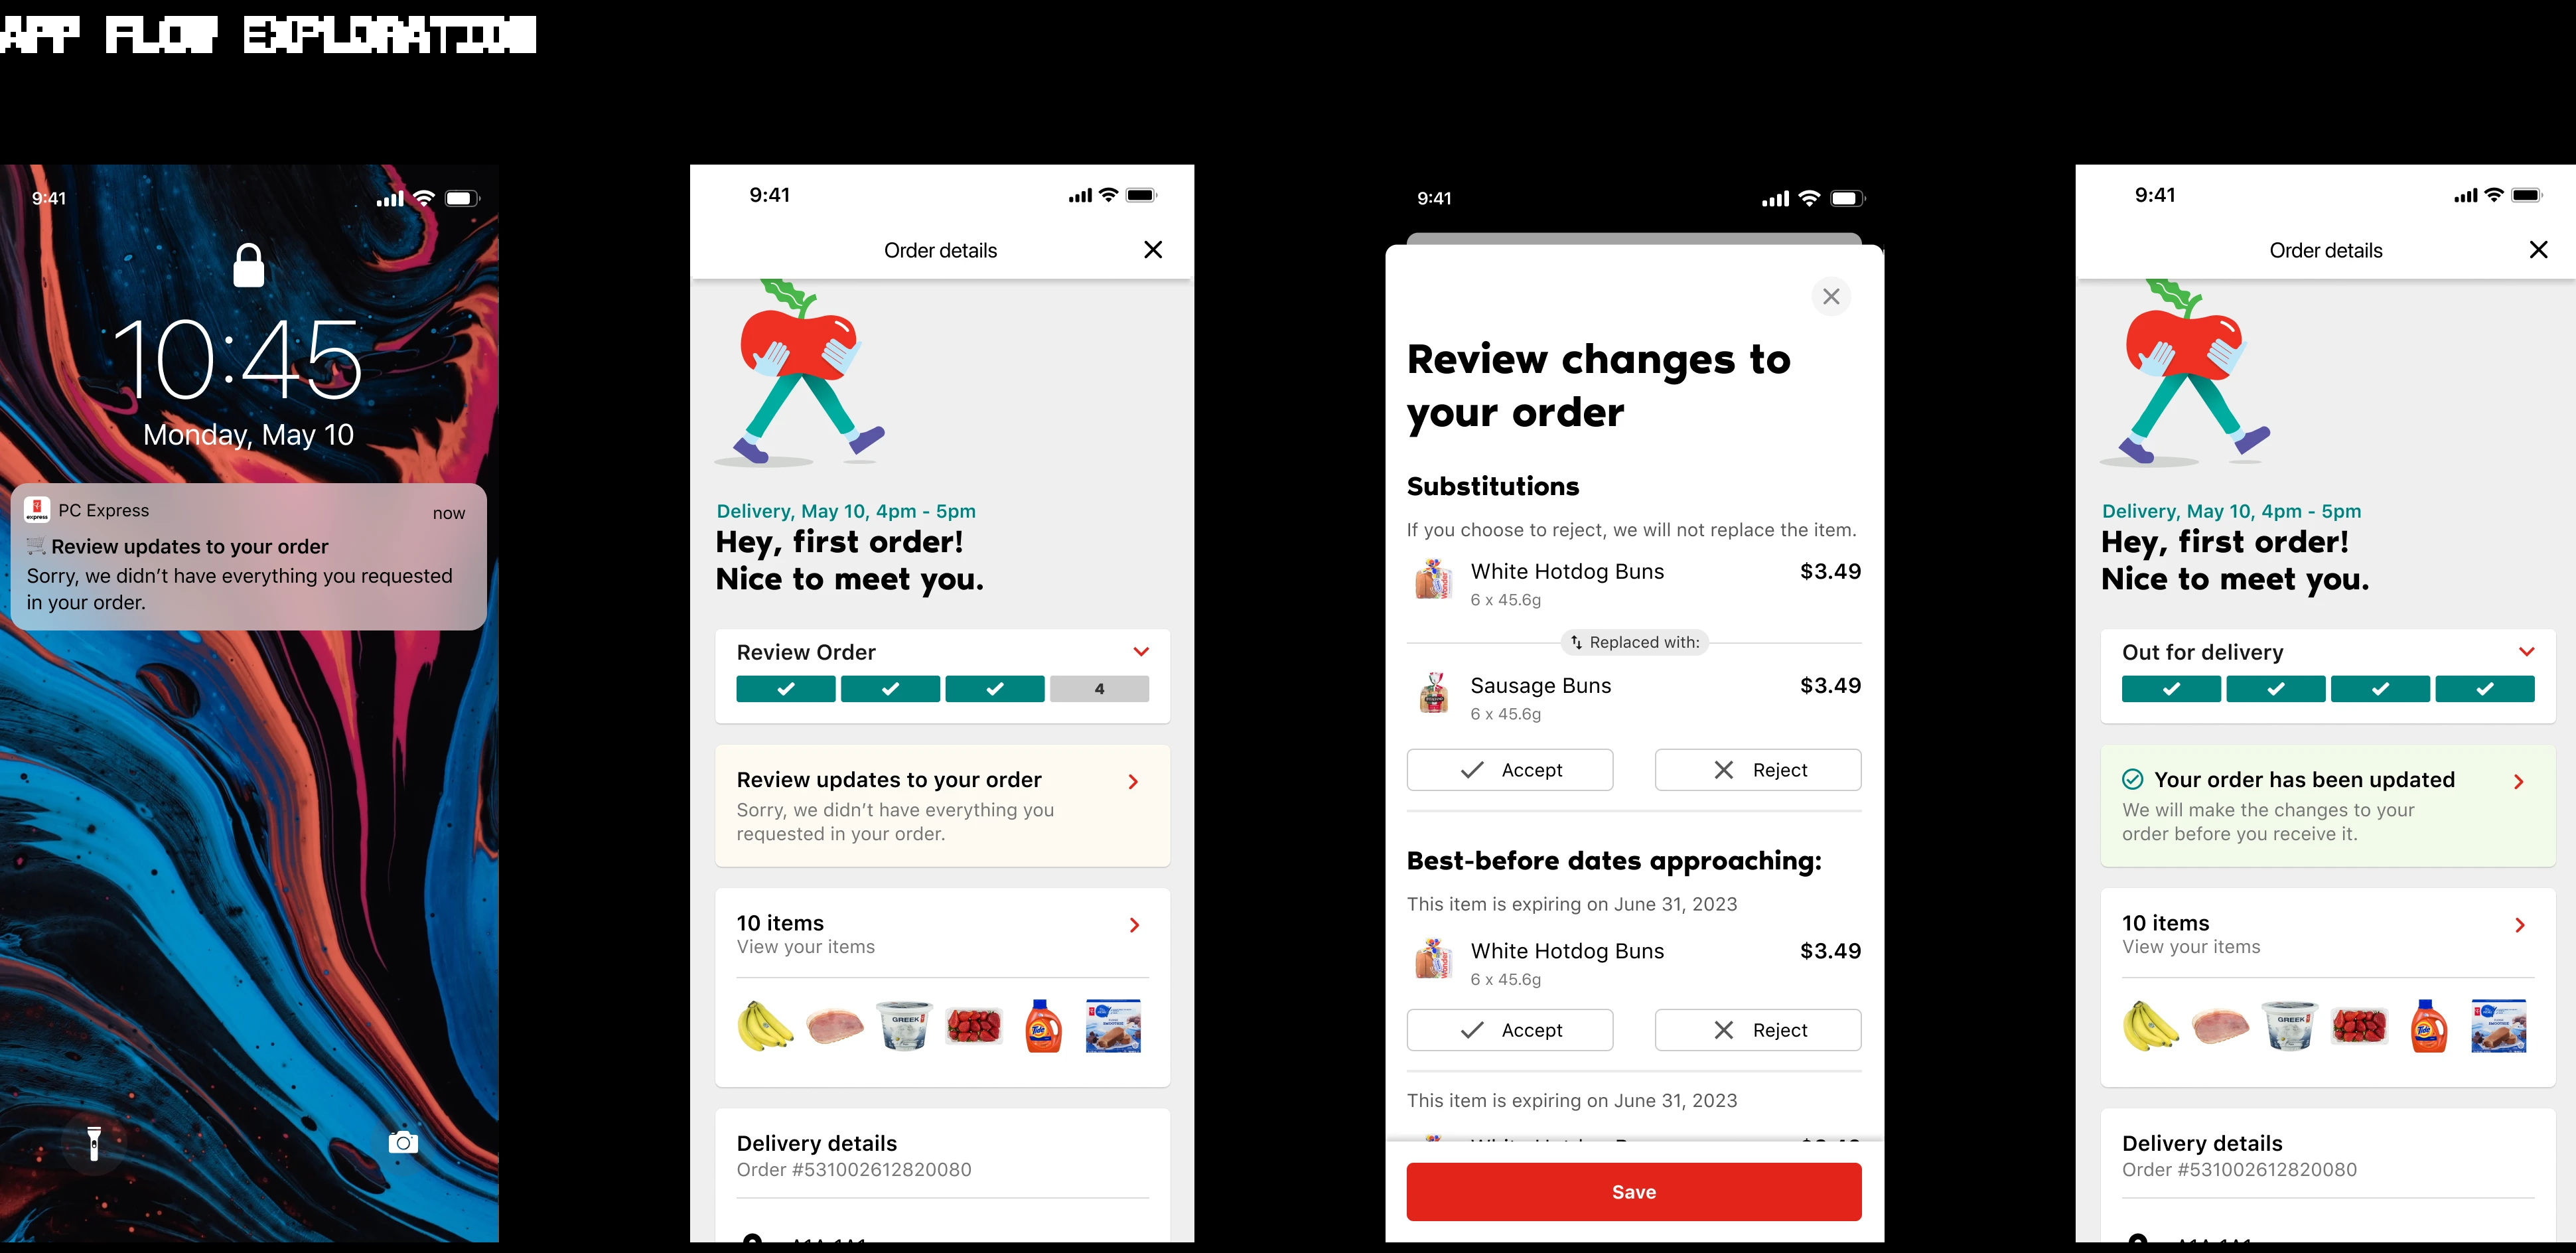 APP FLOW EXPLORATION
9:41
10:45
Monday, May 10
express
PC Express
now
Review updates to your order
Sorry, we didn’t have everything you requested
in your order.
9:41
Order details
Delivery, May 10, 4pm - 5pm
Hey, first order!
Nice to meet you.
Review Order
4
Review updates to your order
Sorry, we didn’t have everything you
requested in your order.
10 items
View your items
GREEK
Tide
Delivery details
Order #531002612820080
9:41
Review changes to
your order
Substitutions
If you choose to reject, we will not replace the item.
White Hotdog Buns
$3.49
6 x 45.6g
Wonder
Replaced with:
Sausage Buns
$3.49
6 x 45.6g
Accept
Reject
Best-before dates approaching:
This item is expiring on June 31, 2023
White Hotdog Buns
$3.49
6 x 45.6g
Wonder
Accept
Reject
This item is expiring on June 31, 2023
Save
9:41
Order details
Delivery, May 10, 4pm - 5pm
Hey, first order!
Nice to meet you.
Out for delivery
Your order has been updated
We will make the changes to your
order before you receive it.
10 items
View your items
GREEK
Tide
Delivery details
Order #531002612820080